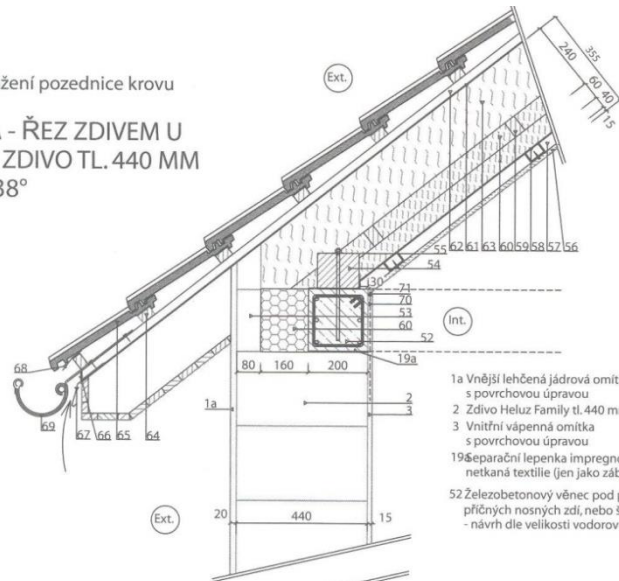 žení pozednice krovu
- ŘEZ ZDIVEM U
ZDIVO TL. 440 MM
38°
Ext.
240
355
60
40
15
62
61
63
60
59
58
57
56
55
54
30
71
70
53
60
52
19a
Int.
80
160
200
1a
2
3
68
69
67
66
65
64
Ext.
20
440
15
1a Vnější lehčená jádrová omít
s povrchovou úpravou
2 Zdivo Heluz Family tl. 440 m
3 Vnitřní vápenná omítka
s povrchovou úpravou
19a Separační lepenka impregn
netkaná textilie (jen jako záb
52 Železobetonový věnec pod
příčných nosných zdí, nebo
- návrh dle velikosti vodorov